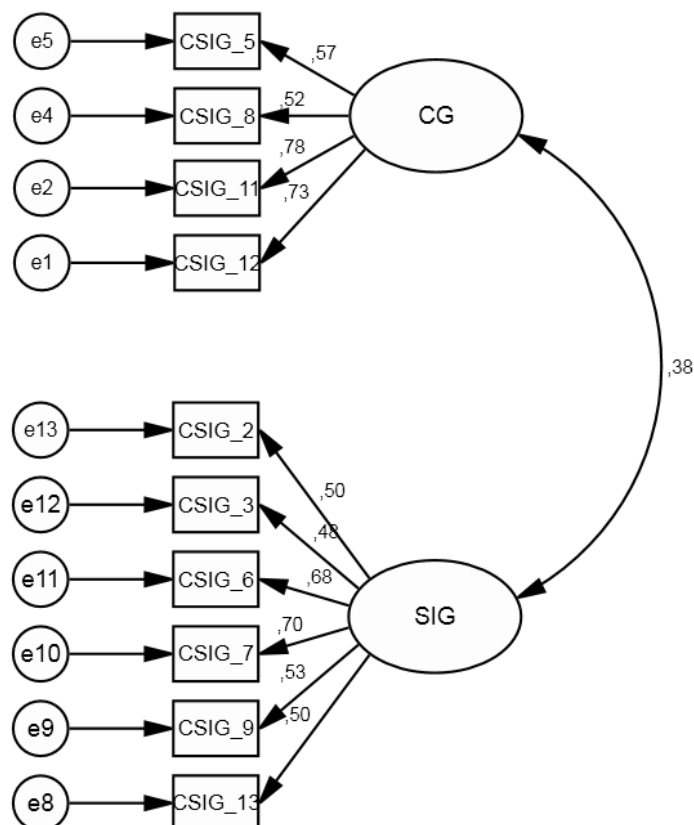 e5 CSIG_5 ,57
e4 CSIG_8 ,52 CG
e2 CSIG_11 ,78
e1 CSIG_12 ,73
,38
e13 CSIG_2 ,50
e12 CSIG_3 ,48
e11 CSIG_6 ,68
SIG
e10 CSIG_7 ,70
e9 CSIG_9 ,53
e8 CSIG_13 ,50